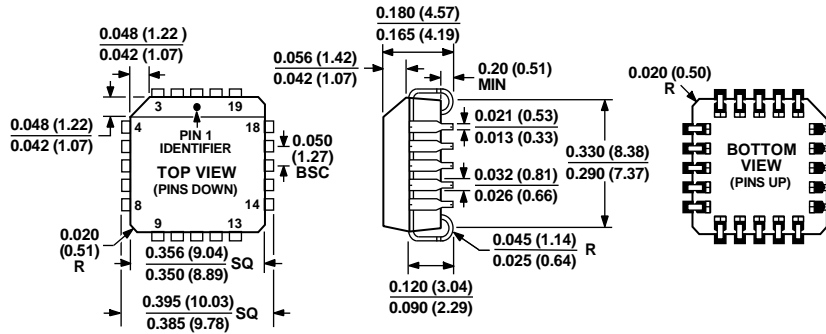 0.048 (1.22 )
0.042 (1.07)
0.048 (1.22)
0.042 (1.07)
3
19
4
18
PIN 1
IDENTIFIER
TOP VIEW
(PINS DOWN)
8
14
9
13
0.050
(1.27)
BSC
0.020
(0.51)
R
0.356 (9.04)
0.350 (8.89)
SQ
0.395 (10.03)
0.385 (9.78)
SQ
0.180 (4.57)
0.165 (4.19)
0.056 (1.42)
0.042 (1.07)
0.20 (0.51)
MIN
0.021 (0.53)
0.013 (0.33)
0.032 (0.81)
0.026 (0.66)
0.330 (8.38)
0.290 (7.37)
0.045 (1.14)
0.025 (0.64)
R
0.120 (3.04)
0.090 (2.29)
0.020 (0.50)
R
BOTTOM
VIEW
(PINS UP)